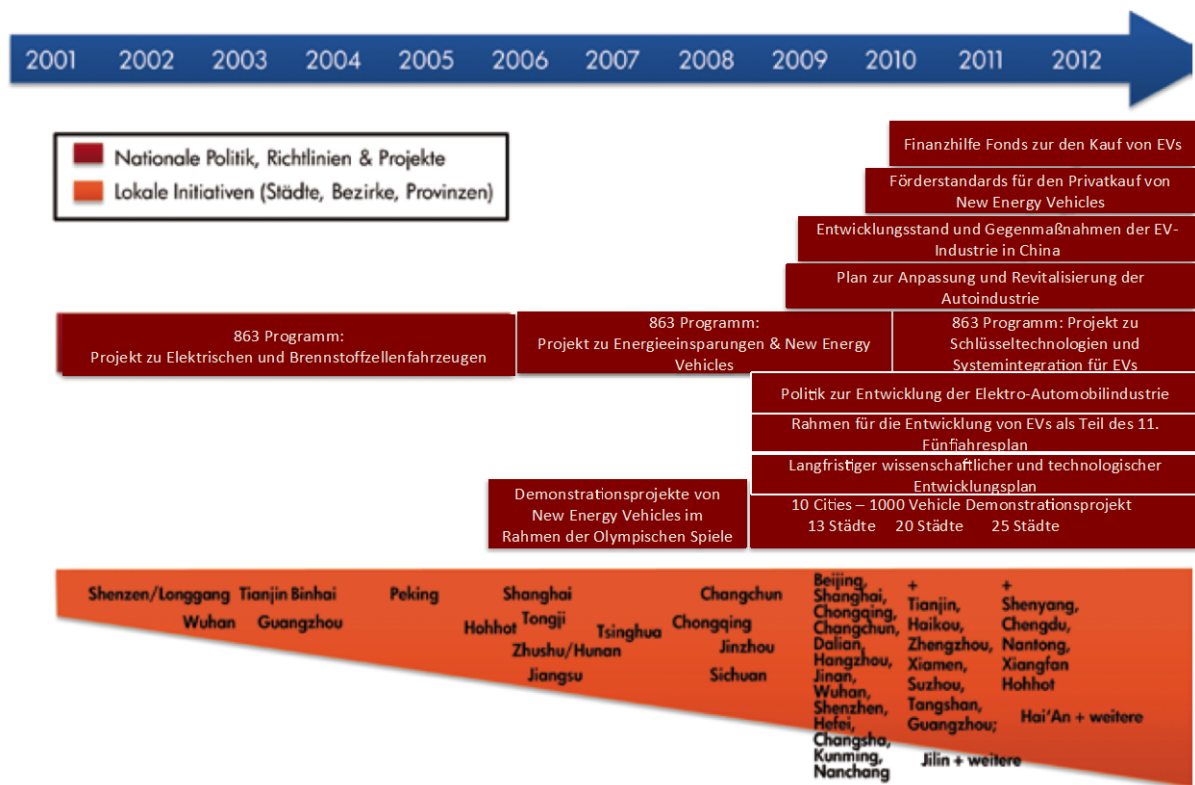 2001 2002 2003 2004 2005 2006 2007 2008 2009 2010 2011 2012
Nationale Politik, Richtlinien & Projekte
Lokale Initiativen (Städte, Bezirke, Provinzen)
Finanzhilfe Fonds zur den Kauf von EVs
Förderstandards für den Privatkauf von
New Energy Vehicles
Entwicklungsstand und Gegenmaßnahmen der EV-
Industrie in China
Plan zur Anpassung und Revitalisierung der
Autoindustrie
863 Programm:
Projekt zu Elektrischen und Brennstoffzellenfahrzeugen
863 Programm:
Projekt zu Energieeinsparungen & New Energy
Vehicles
863 Programm: Projekt zu
Schlüsseltechnologien und
Systemintegration für EVs
Politik zur Entwicklung der Elektro-Automobilindustrie
Rahmen für die Entwicklung von EVs als Teil des 11.
Fünfjahresplan
Langfristiger wissenschaftlicher und technologischer
Entwicklungsplan
Demonstrationsprojekte von
New Energy Vehicles im
Rahmen der Olympischen Spiele
10 Cities – 1000 Vehicle Demonstrationsprojekt
13 Städte 20 Städte 25 Städte
Shenzen/Longgang
Wuhan
Tianjin Binhai
Guangzhou
Peking
Shanghai
Hohhot
Tongji
Tsinghua
Zhushu/Hunan
Jiangsu
Changchun
Chongqing
Jinzhou
Sichuan
Beijing,
Shanghai,
Chongqing,
Changchun,
Dalian,
Hangzhou,
Jinan,
Wuhan,
Shenzhen,
Hefei,
Changsha,
Kunming,
Nanchang
+
Tianjin,
Haikou,
Zhengzhou,
Xiamen,
Suzhou,
Tangshan,
Guangzhou;
Jilin + weitere
+
Shenyang,
Chengdu,
Nantong,
Xiangfan
Hohhot
Hai'An + weitere